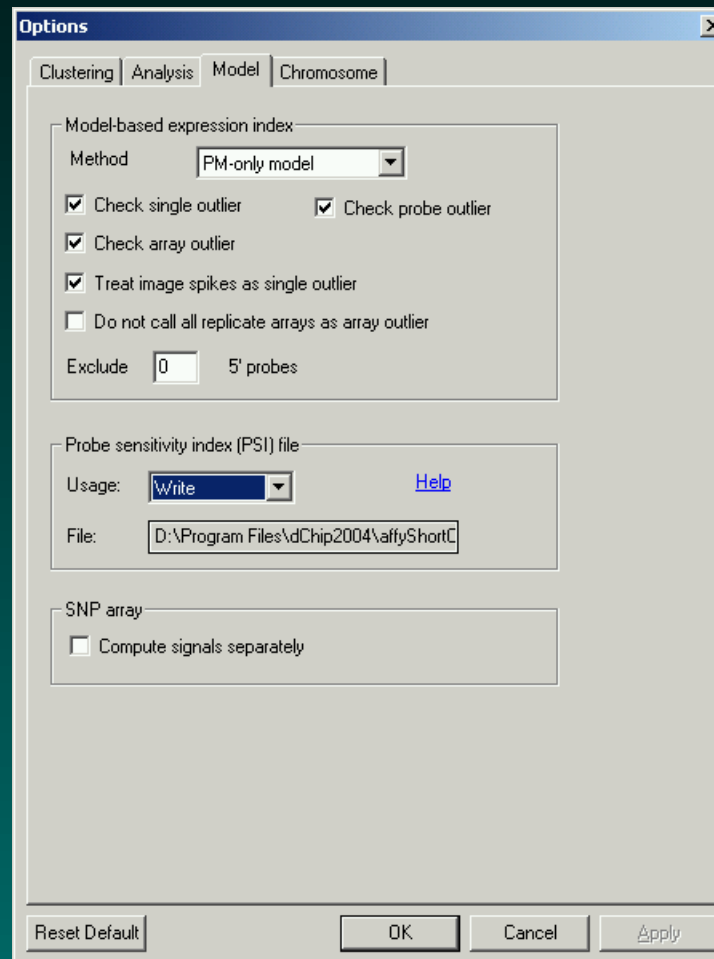 Options
Clustering Analysis Model Chromosome
Model-based expression index
Method PM-only model
Check single outlier Check probe outlier
Check array outlier
Treat image spikes as single outlier
Do not call all replicate arrays as array outlier
Exclude 0 5' probes
Probe sensitivity index (PSI) file
Usage: Write Help
File: D:\Program Files\dChip2004\affyShortC
SNP array
Compute signals separately
Reset Default OK Cancel Apply